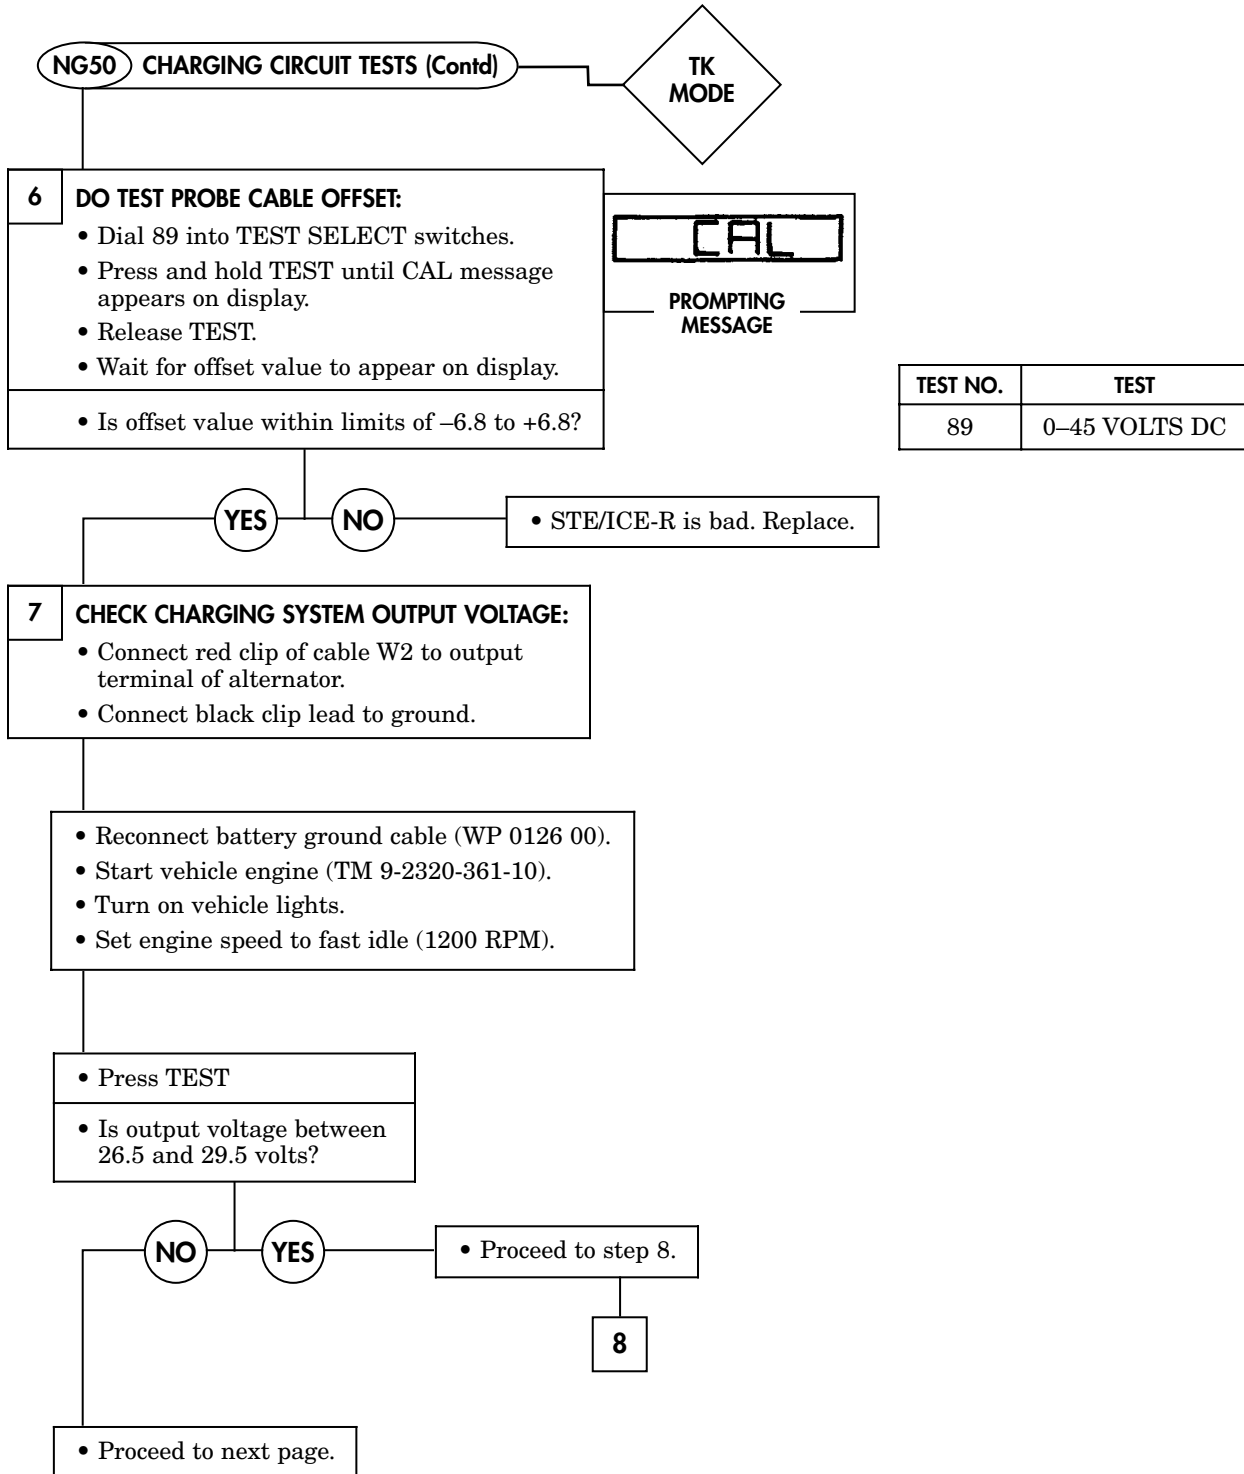 NG50 CHARGING CIRCUIT TESTS (Contd)
TK
MODE
6 DO TEST PROBE CABLE OFFSET:
• Dial 89 into TEST SELECT switches.
• Press and hold TEST until CAL message
appears on display.
• Release TEST.
• Wait for offset value to appear on display.
• Is offset value within limits of –6.8 to +6.8?
CAL
PROMPTING
MESSAGE
TEST NO. TEST
89 0–45 VOLTS DC
YES NO
• STE/ICE-R is bad. Replace.
7 CHECK CHARGING SYSTEM OUTPUT VOLTAGE:
• Connect red clip of cable W2 to output
terminal of alternator.
• Connect black clip lead to ground.
• Reconnect battery ground cable (WP 0126 00).
• Start vehicle engine (TM 9-2320-361-10).
• Turn on vehicle lights.
• Set engine speed to fast idle (1200 RPM).
• Press TEST
• Is output voltage between
26.5 and 29.5 volts?
NO YES
• Proceed to step 8.
8
• Proceed to next page.